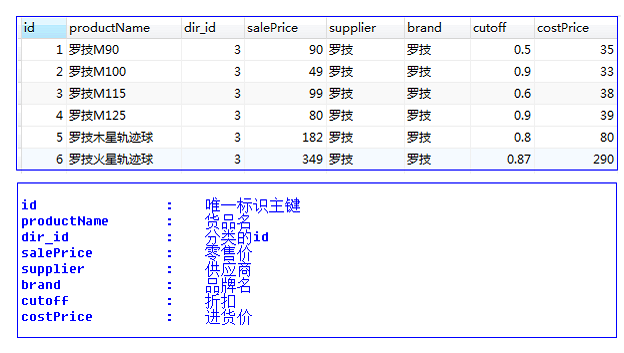 id productName dir_id salePrice supplier brand cutoff costPrice
1 罗技M90 3 90 罗技 罗技 0.5 35
2 罗技M100 3 49 罗技 罗技 0.9 33
3 罗技M115 3 99 罗技 罗技 0.6 38
4 罗技M125 3 80 罗技 罗技 0.9 39
5 罗技木星轨迹球 3 182 罗技 罗技 0.8 80
6 罗技火星轨迹球 3 349 罗技 罗技 0.87 290
id : 唯一标识主键
productName : 货品名
dir_id : 分类的id
salePrice : 零售价
supplier : 供应商
brand : 品牌名
cutoff : 折扣
costPrice : 进货价